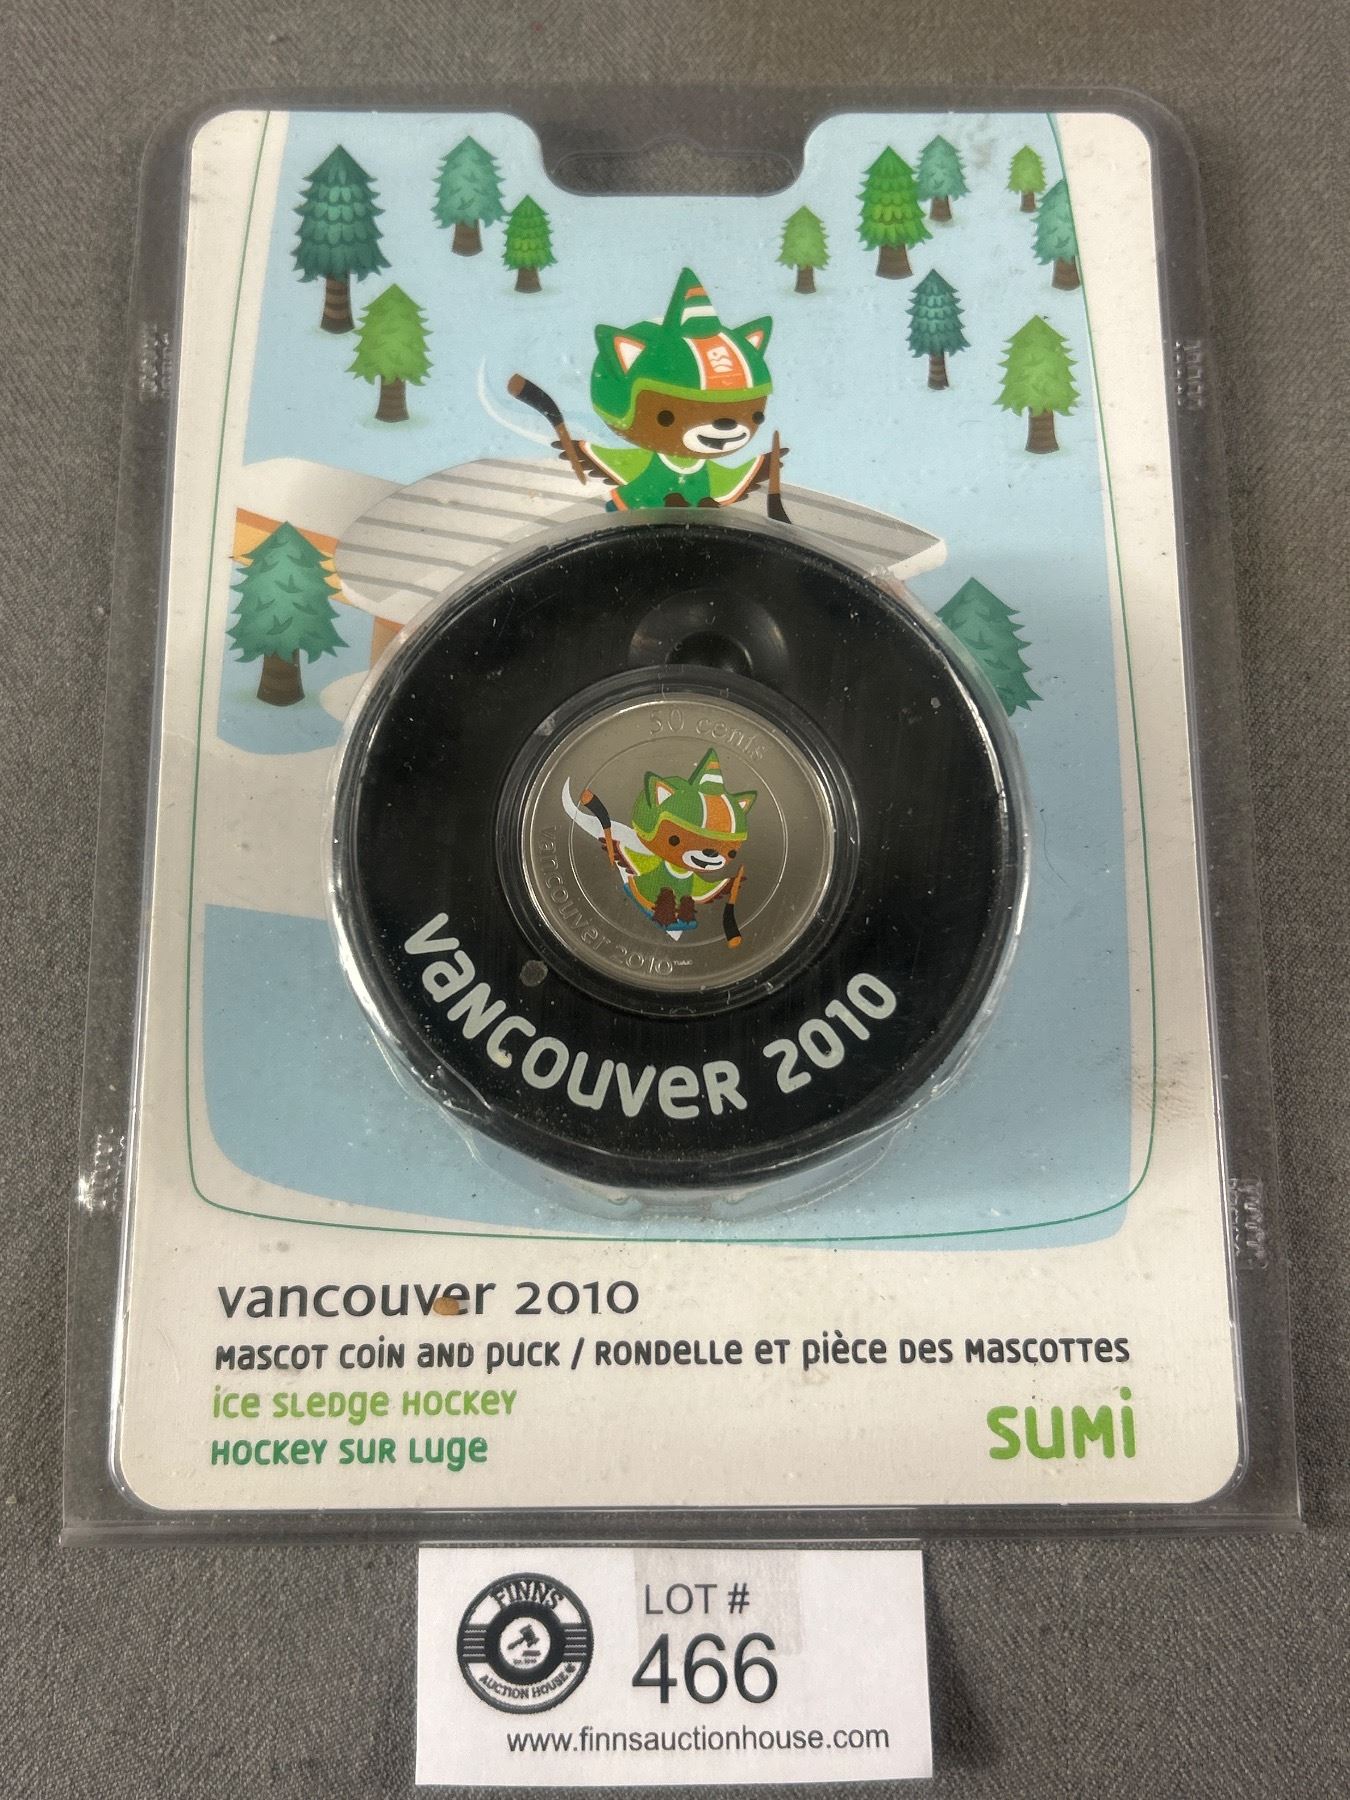 50 cents
vancouver 2010
VANCOUVER 2010
vancouver 2010
MASCOT COIN AND PUCK / RONDELLE ET PIÈCE DES MASCOTTES
ICE SLEDGE HOCKEY
HOCKEY SUR LUGE
SUMI
FINNS
AUCTION HOUSE
LOT #
466
www.finnsauctionhouse.com